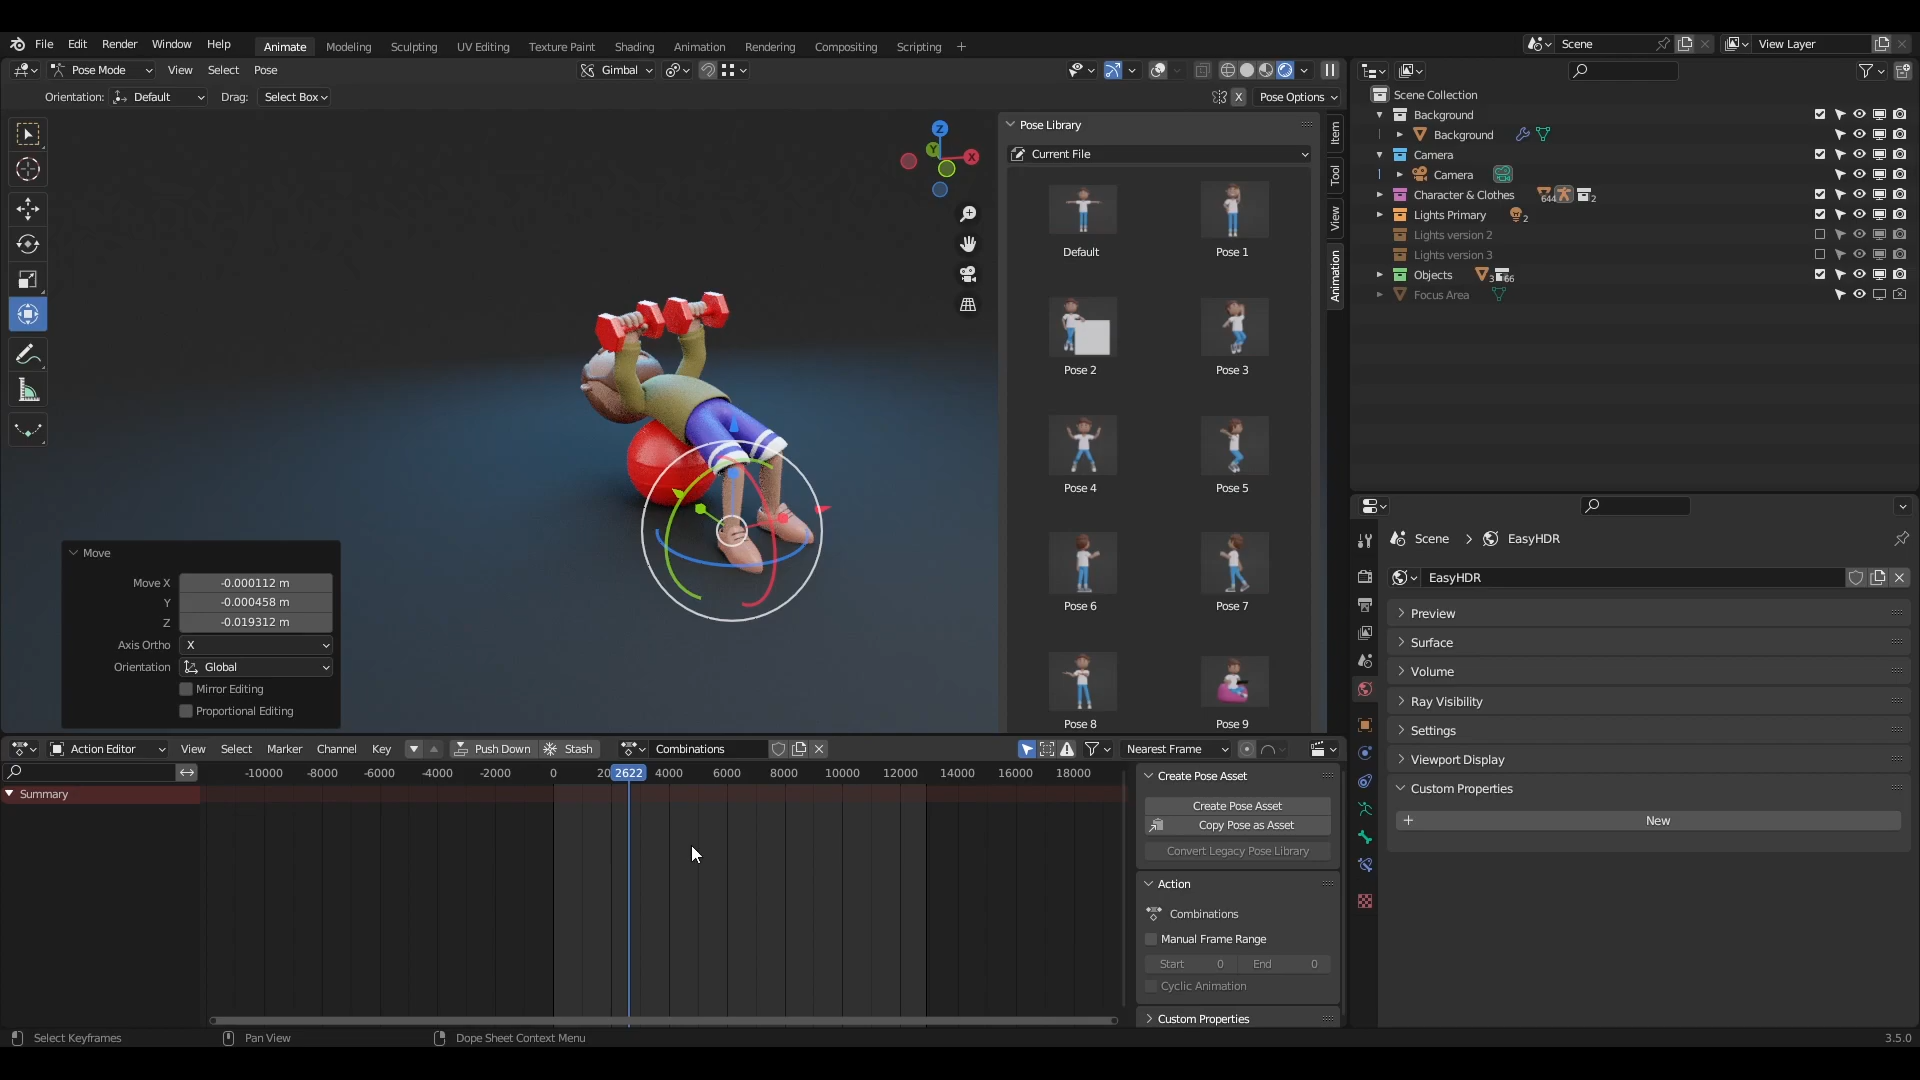 File Edit Render Window Help Animate Modeling Sculpting UV Editing Texture Paint Shading Animation Rendering Compositing Scripting + Scene View Layer
Pose Mode View Select Pose Gimbal
Orientation: Default Drag: Select Box X Pose Options
Z
Y
X
Pose Library
Current File
Default Pose 1
Pose 2 Pose 3
Pose 4 Pose 5
Pose 6 Pose 7
Pose 8 Pose 9
Item
Tool
View
Animation
Scene Collection
Background
Background
Camera
Camera
Character & Clothes 644 2
Lights Primary 2
Lights version 2
Lights version 3
Objects 3 66
Focus Area
Move
Move X -0.000112 m
Y -0.000458 m
Z -0.019312 m
Axis Ortho X
Orientation Global
Mirror Editing
Proportional Editing
Scene > EasyHDR
EasyHDR
Preview
Surface
Volume
Ray Visibility
Settings
Viewport Display
Custom Properties
+ New
Action Editor View Select Marker Channel Key Push Down Stash Combinations Nearest Frame
-10000 -8000 -6000 -4000 -2000 0 20 2622 4000 6000 8000 10000 12000 14000 16000 18000
Summary
Create Pose Asset
Create Pose Asset
Copy Pose as Asset
Convert Legacy Pose Library
Action
Combinations
Manual Frame Range
Start 0 End 0
Cyclic Animation
Custom Properties
Select Keyframes Pan View Dope Sheet Context Menu 3.5.0